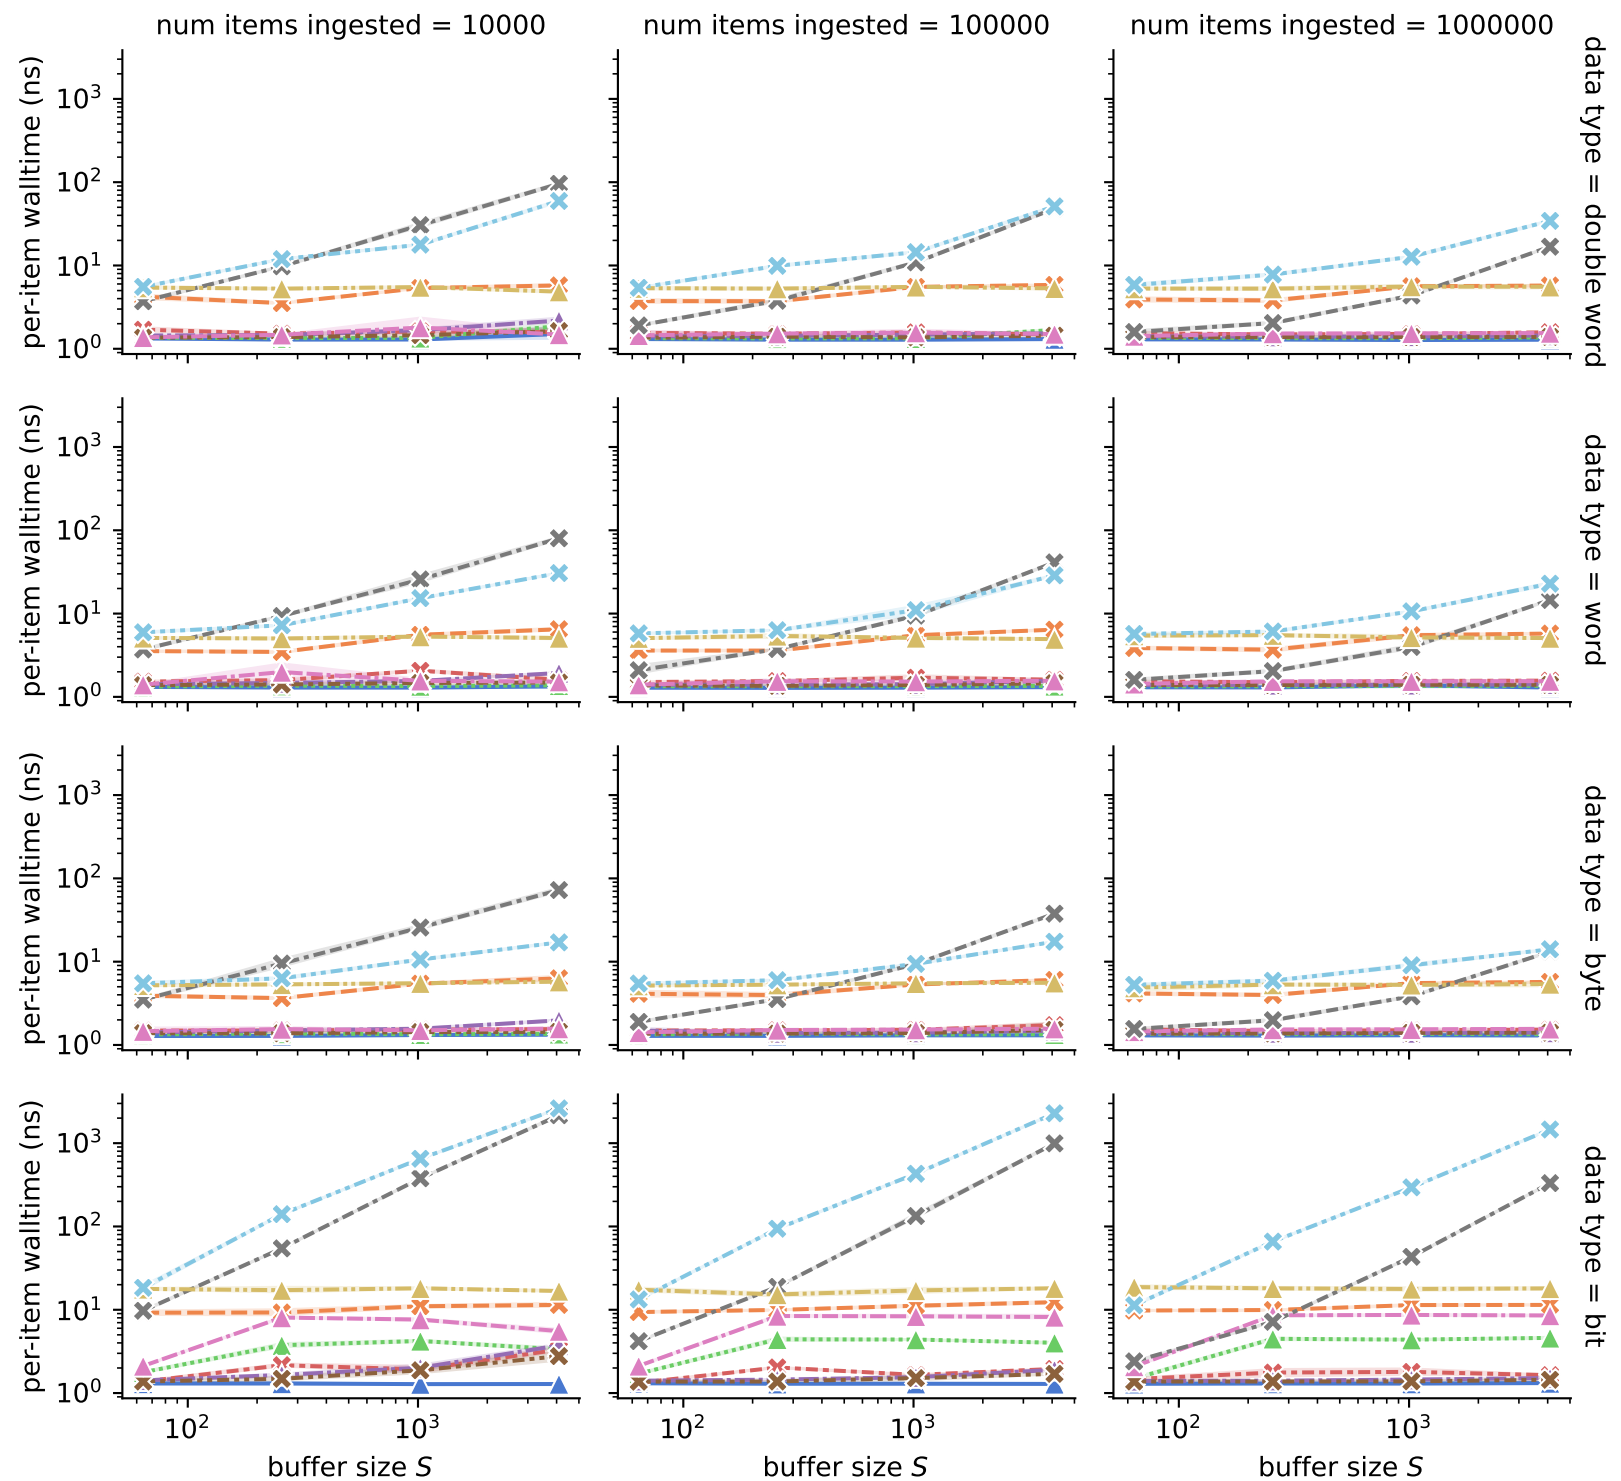 num items ingested = 10000
num items ingested = 100000
num items ingested = 1000000
per-item walltime (ns)
10³
10²
10¹
10⁰
data type = double word
per-item walltime (ns)
10³
10²
10¹
10⁰
data type = word
per-item walltime (ns)
10³
10²
10¹
10⁰
data type = byte
per-item walltime (ns)
10³
10²
10¹
10⁰
data type = bit
10²
10³
10²
10³
10²
10³
buffer size S
buffer size S
buffer size S